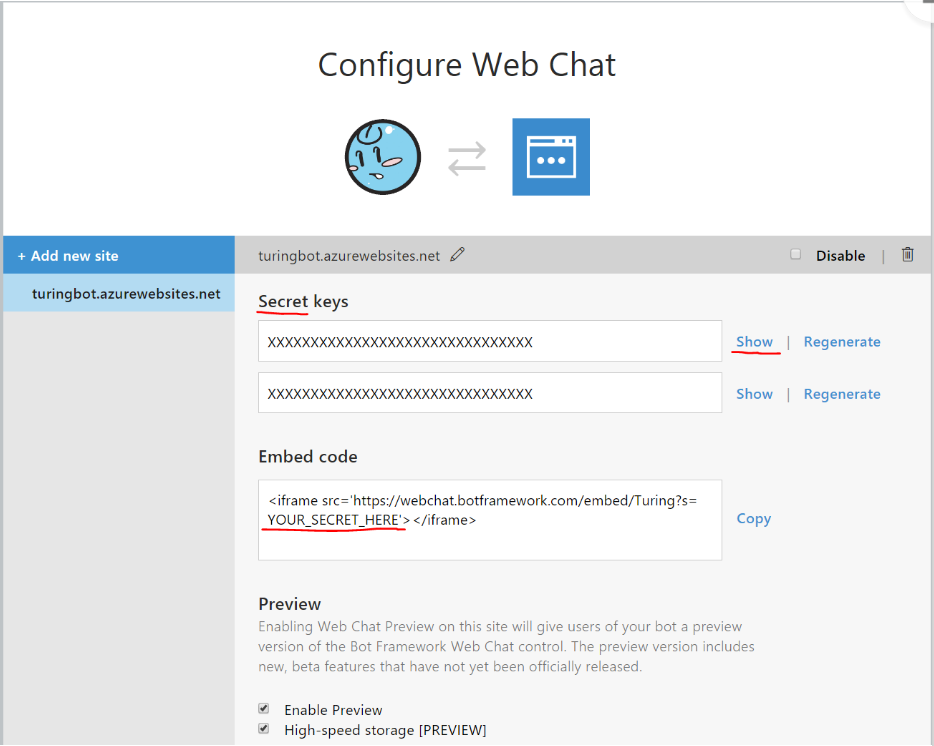 Configure Web Chat
+ Add new site
turingbot.azurewebsites.net
Disable |
turingbot.azurewebsites.net
Secret keys
XXXXXXXXXXXXXXXXXXXXXXXXXXXXXXX
Show | Regenerate
XXXXXXXXXXXXXXXXXXXXXXXXXXXXXXX
Show | Regenerate
Embed code
<iframe src='https://webchat.botframework.com/embed/Turing?s=
YOUR_SECRET_HERE'></iframe>
Copy
Preview
Enabling Web Chat Preview on this site will give users of your bot a preview
version of the Bot Framework Web Chat control. The preview version includes
new, beta features that have not yet been officially released.
Enable Preview
High-speed storage [PREVIEW]